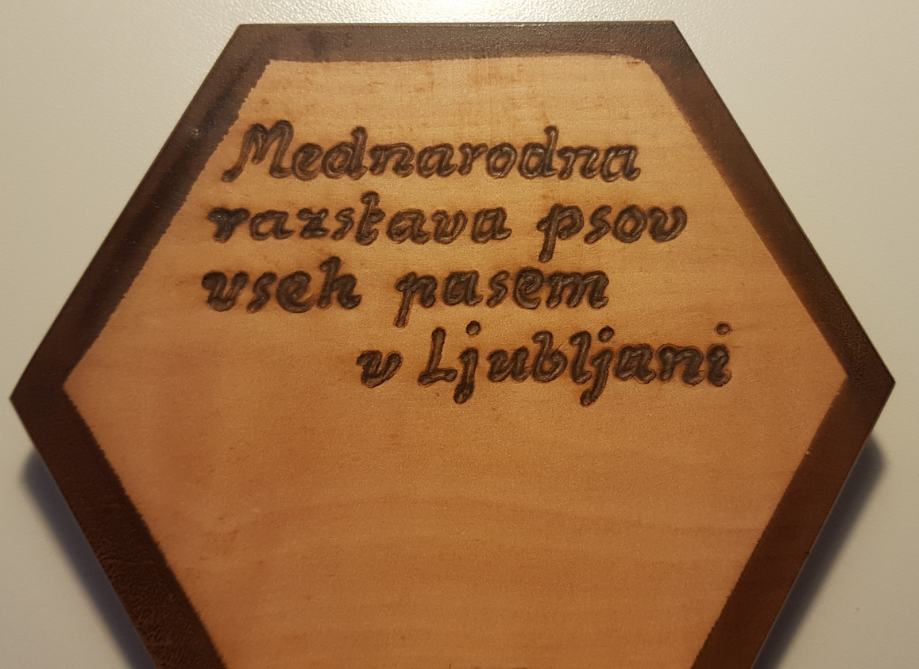 Mednarodna
razstava psov
vseh pasem
v Ljubljani